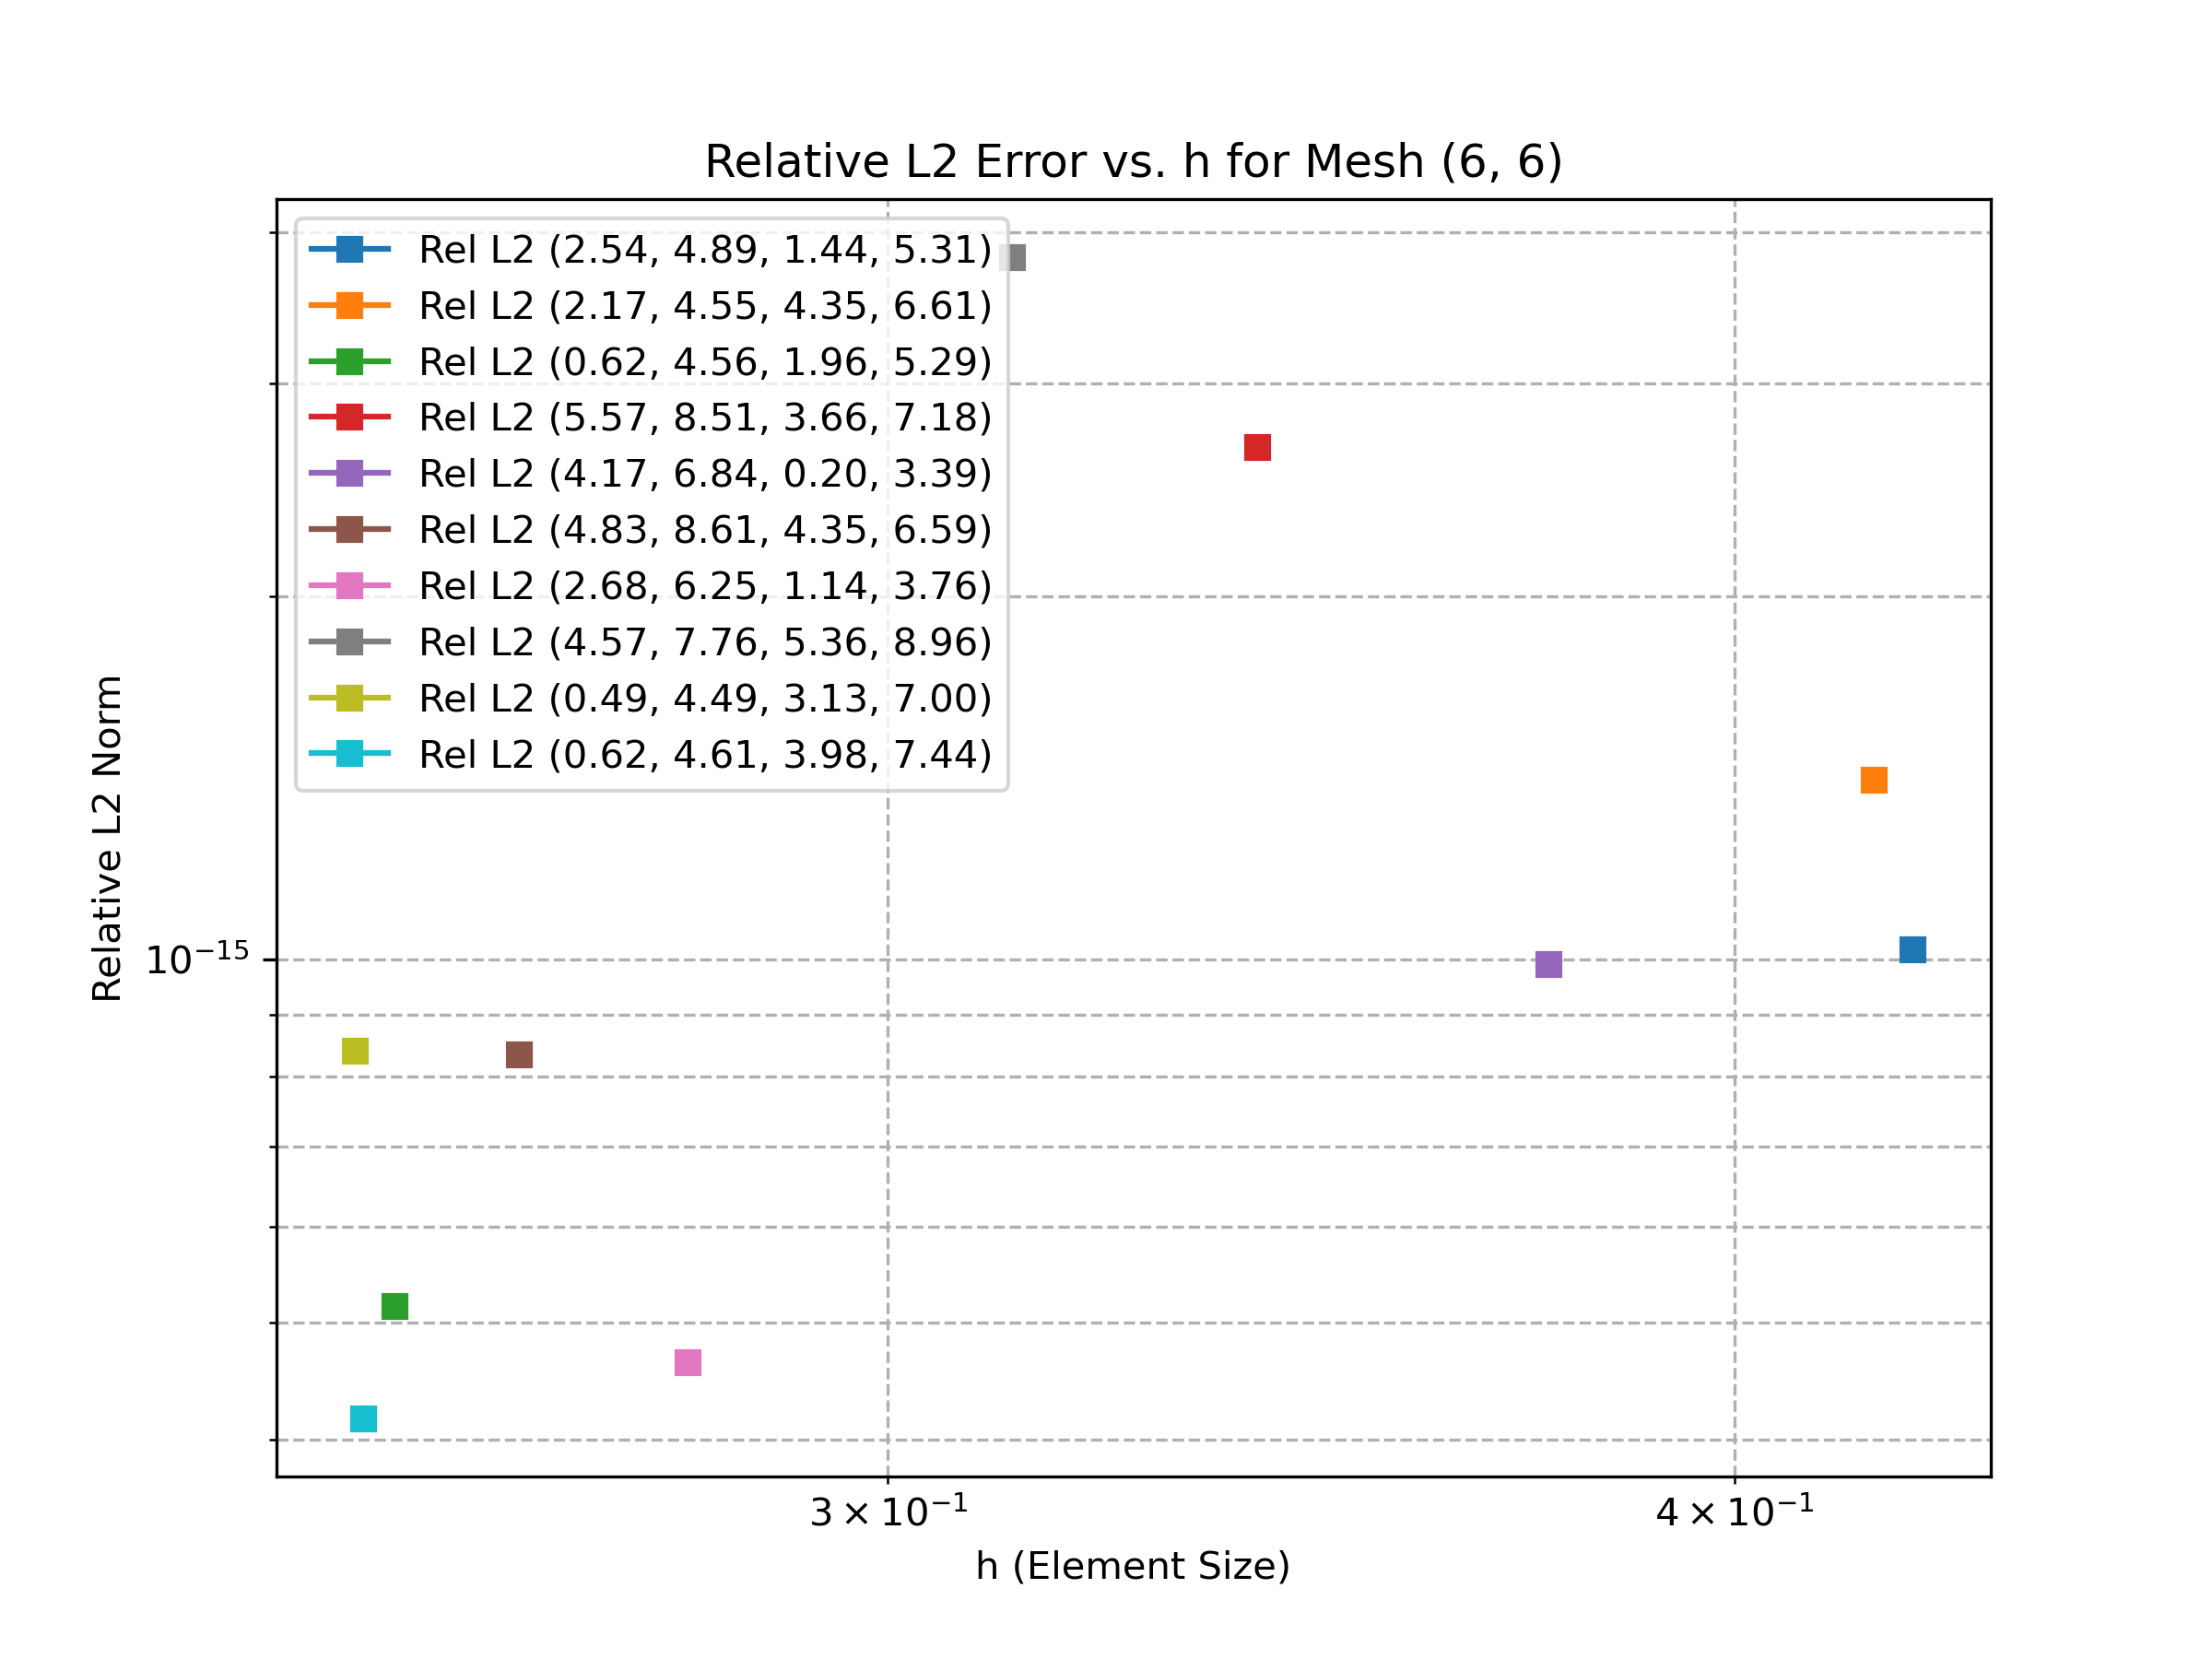 Relative L2 Error vs. h for Mesh (6, 6)
Rel L2 (2.54, 4.89, 1.44, 5.31)
Rel L2 (2.17, 4.55, 4.35, 6.61)
Rel L2 (0.62, 4.56, 1.96, 5.29)
Rel L2 (5.57, 8.51, 3.66, 7.18)
Rel L2 (4.17, 6.84, 0.20, 3.39)
Rel L2 (4.83, 8.61, 4.35, 6.59)
Rel L2 (2.68, 6.25, 1.14, 3.76)
Rel L2 (4.57, 7.76, 5.36, 8.96)
Rel L2 (0.49, 4.49, 3.13, 7.00)
Rel L2 (0.62, 4.61, 3.98, 7.44)
Relative L2 Norm
10⁻¹⁵
3 × 10⁻¹ 4 × 10⁻¹
h (Element Size)